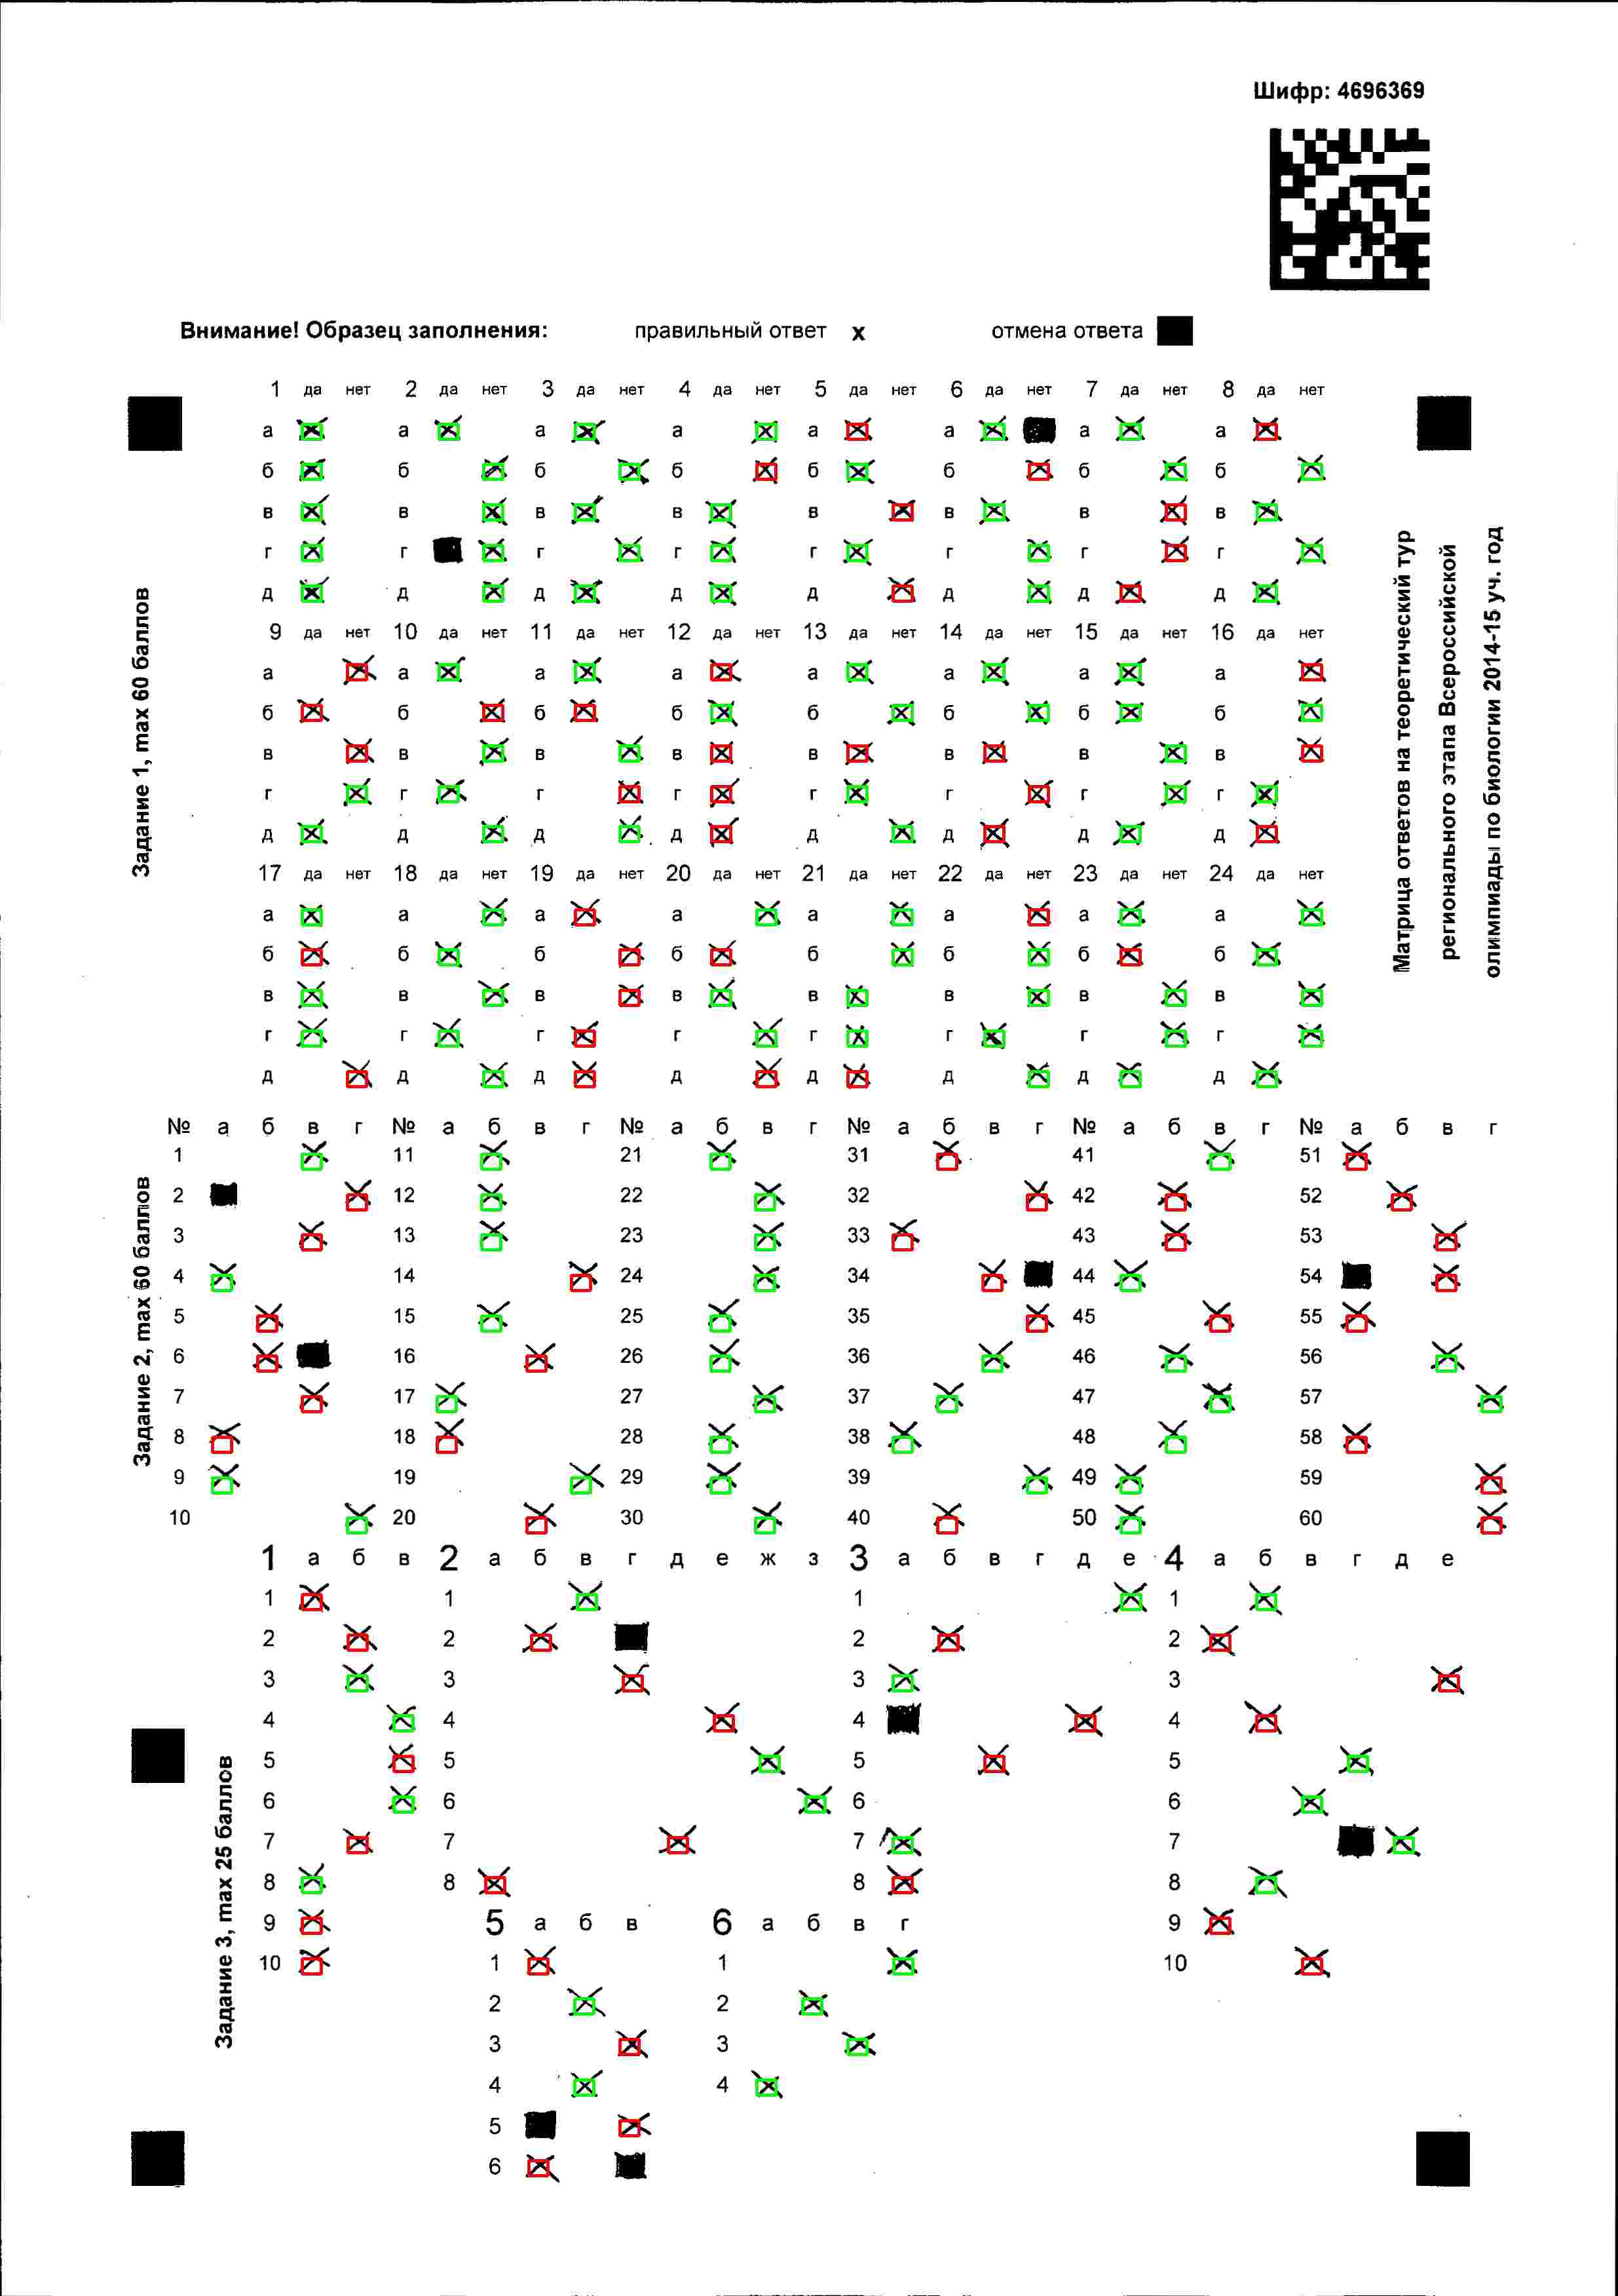 Шифр: 4696369
Внимание! Образец заполнения: правильный ответ x отмена ответа
Матрица ответов на теоретический тур
регионального этапа Всероссийской
олимпиады по биологии 2014-15 уч. год
Задание 1, max 60 баллов
1 да нет 2 да нет 3 да нет 4 да нет 5 да нет 6 да нет 7 да нет 8 да нет
а а а а а а а а
б б б б б б б б
в в в в в в в в
г г г г г г г г
д д д д д д д д
9 да нет 10 да нет 11 да нет 12 да нет 13 да нет 14 да нет 15 да нет 16 да нет
а а а а а а а а
б б б б б б б б
в в в в в в в в
г г г г г г г г
д д д д д д д д
17 да нет 18 да нет 19 да нет 20 да нет 21 да нет 22 да нет 23 да нет 24 да нет
а а а а а а а а
б б б б б б б б
в в в в в в в в
г г г г г г г г
д д д д д д д д
Задание 2, max 60 баллов
№ а б в г № а б в г № а б в г № а б в г № а б в г № а б в г
1 11 21 31 41 51
2 12 22 32 42 52
3 13 23 33 43 53
4 14 24 34 44 54
5 15 25 35 45 55
6 16 26 36 46 56
7 17 27 37 47 57
8 18 28 38 48 58
9 19 29 39 49 59
10 20 30 40 50 60
Задание 3, max 25 баллов
1 а б в 2 а б в г д е ж з 3 а б в г д е 4 а б в г д е
1 1 1 1
2 2 2 2
3 3 3 3
4 4 4 4
5 5 5 5
6 6 6 6
7 7 7 7
8 8 8 8
9 5 а б в 6 а б в г 9
10 1 1 10
2 2
3 3
4 4
5
6